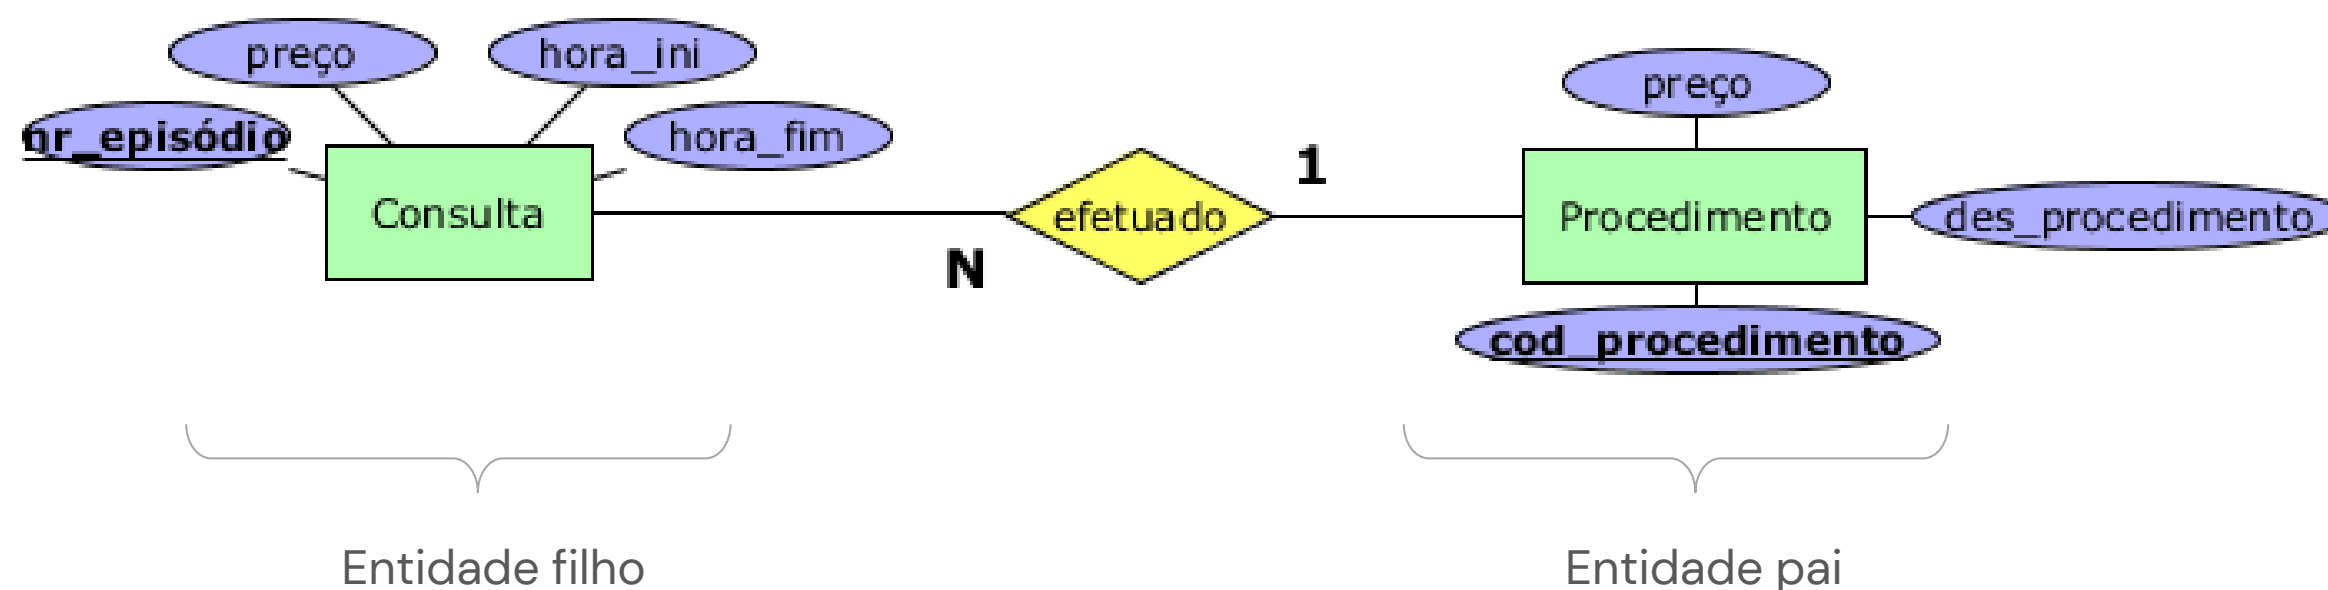 preço
hora_ini
preço
nr_episódio
hora_fim
1
Consulta
efetuado
Procedimento
des_procedimento
N
cod_procedimento
Entidade filho
Entidade pai